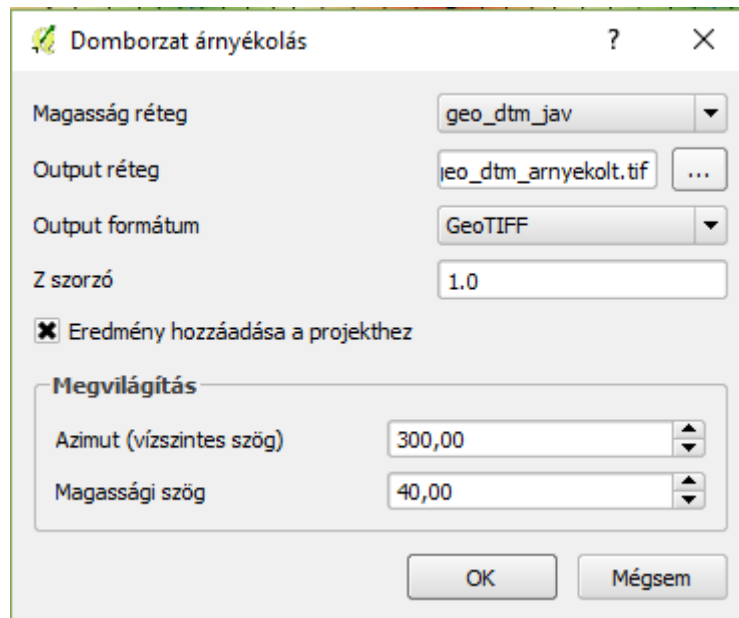 Domborzat árnyékolás ?
Magasság réteg geo_dtm_jav
Output réteg geo_dtm_arnyekolt.tif ...
Output formátum GeoTIFF
Z szorzó 1.0
Eredmény hozzáadása a projekthez
Megvilágítás
Azimut (vízszintes szög) 300,00
Magassági szög 40,00
OK Mégsem